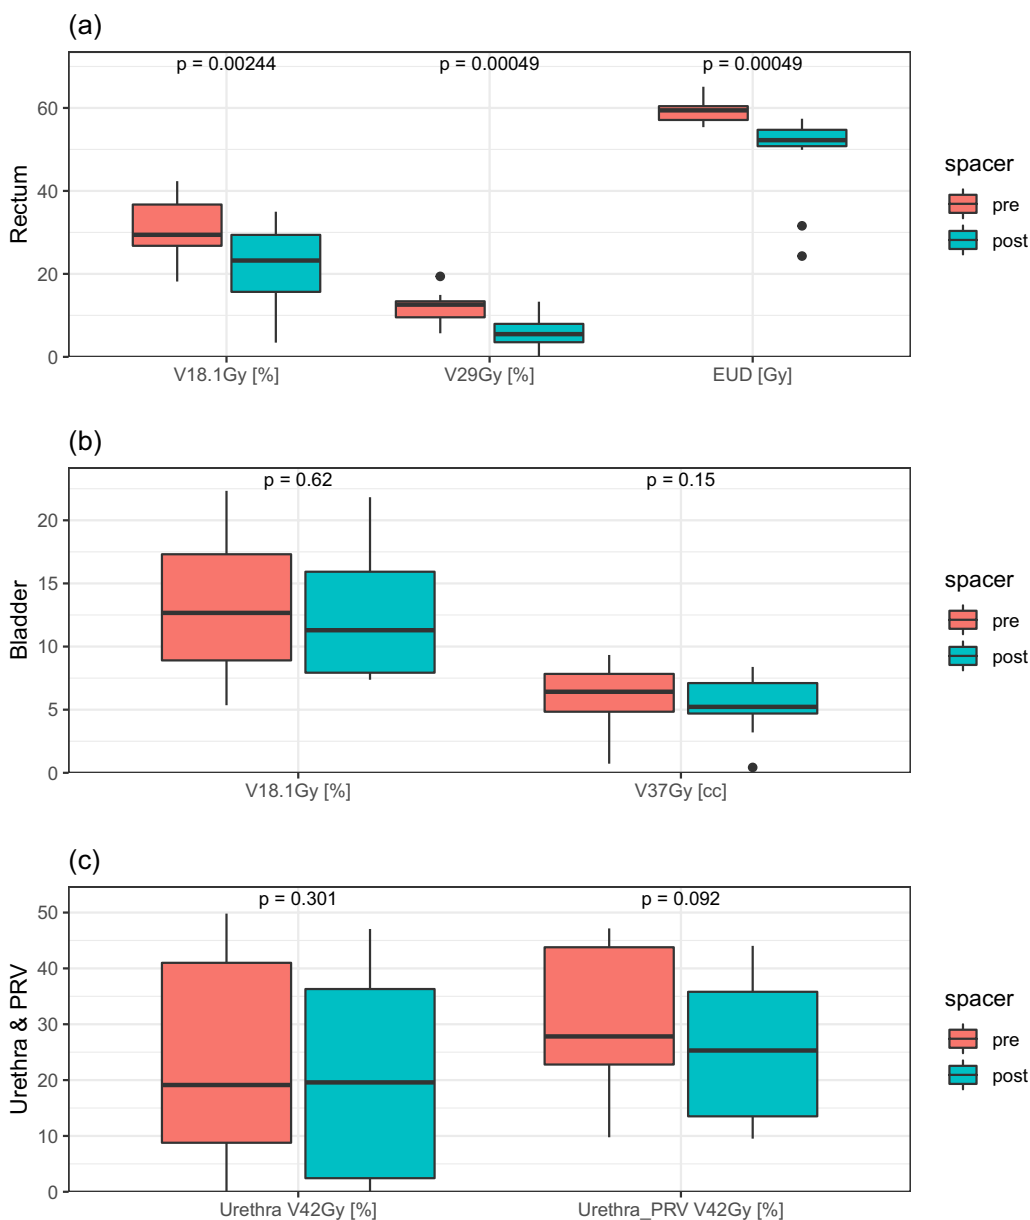 (a)
p = 0.00244
p = 0.00049
p = 0.00049
60
40
20
0
Rectum
V18.1Gy [%]
V29Gy [%]
EUD [Gy]
spacer
pre
post
(b)
p = 0.62
p = 0.15
20
15
10
5
0
Bladder
V18.1Gy [%]
V37Gy [cc]
spacer
pre
post
(c)
p = 0.301
p = 0.092
50
40
30
20
10
0
Urethra & PRV
Urethra V42Gy [%]
Urethra_PRV V42Gy [%]
spacer
pre
post